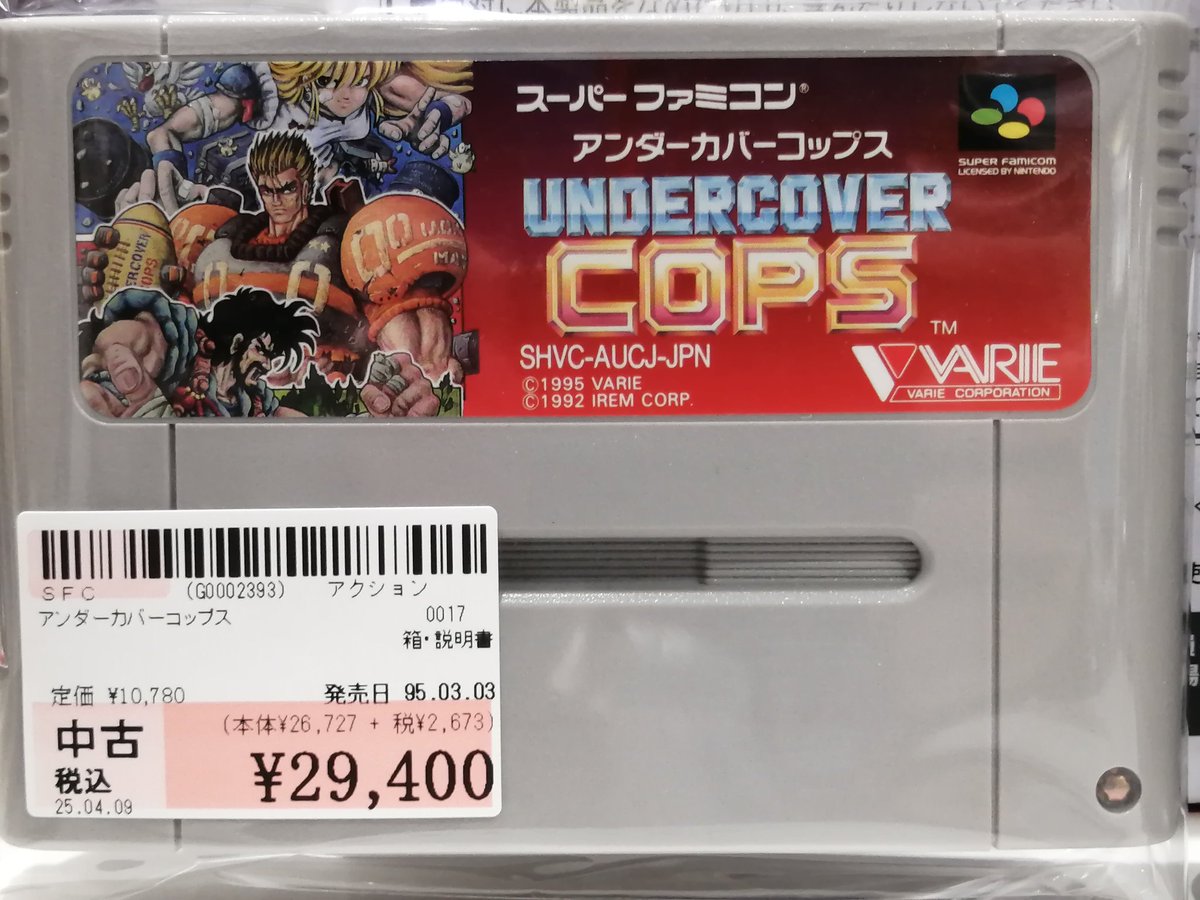 スーパーファミコン®
アンダーカバーコップス
UNDERCOVER
COPS
TM
SHVC-AUCJ-JPN
©1995 VARIE
©1992 IREM CORP.
SUPER FAMICOM
LICENSED BY NINTENDO
VARIE
VARIE CORPORATION
SFC (G0002393) アクション
アンダーカバーコップス 0017
箱・説明書
定価 ¥10,780 発売日 95.03.03
(本体¥26,727 + 税¥2,673)
中古
税込 ¥29,400
25.04.09